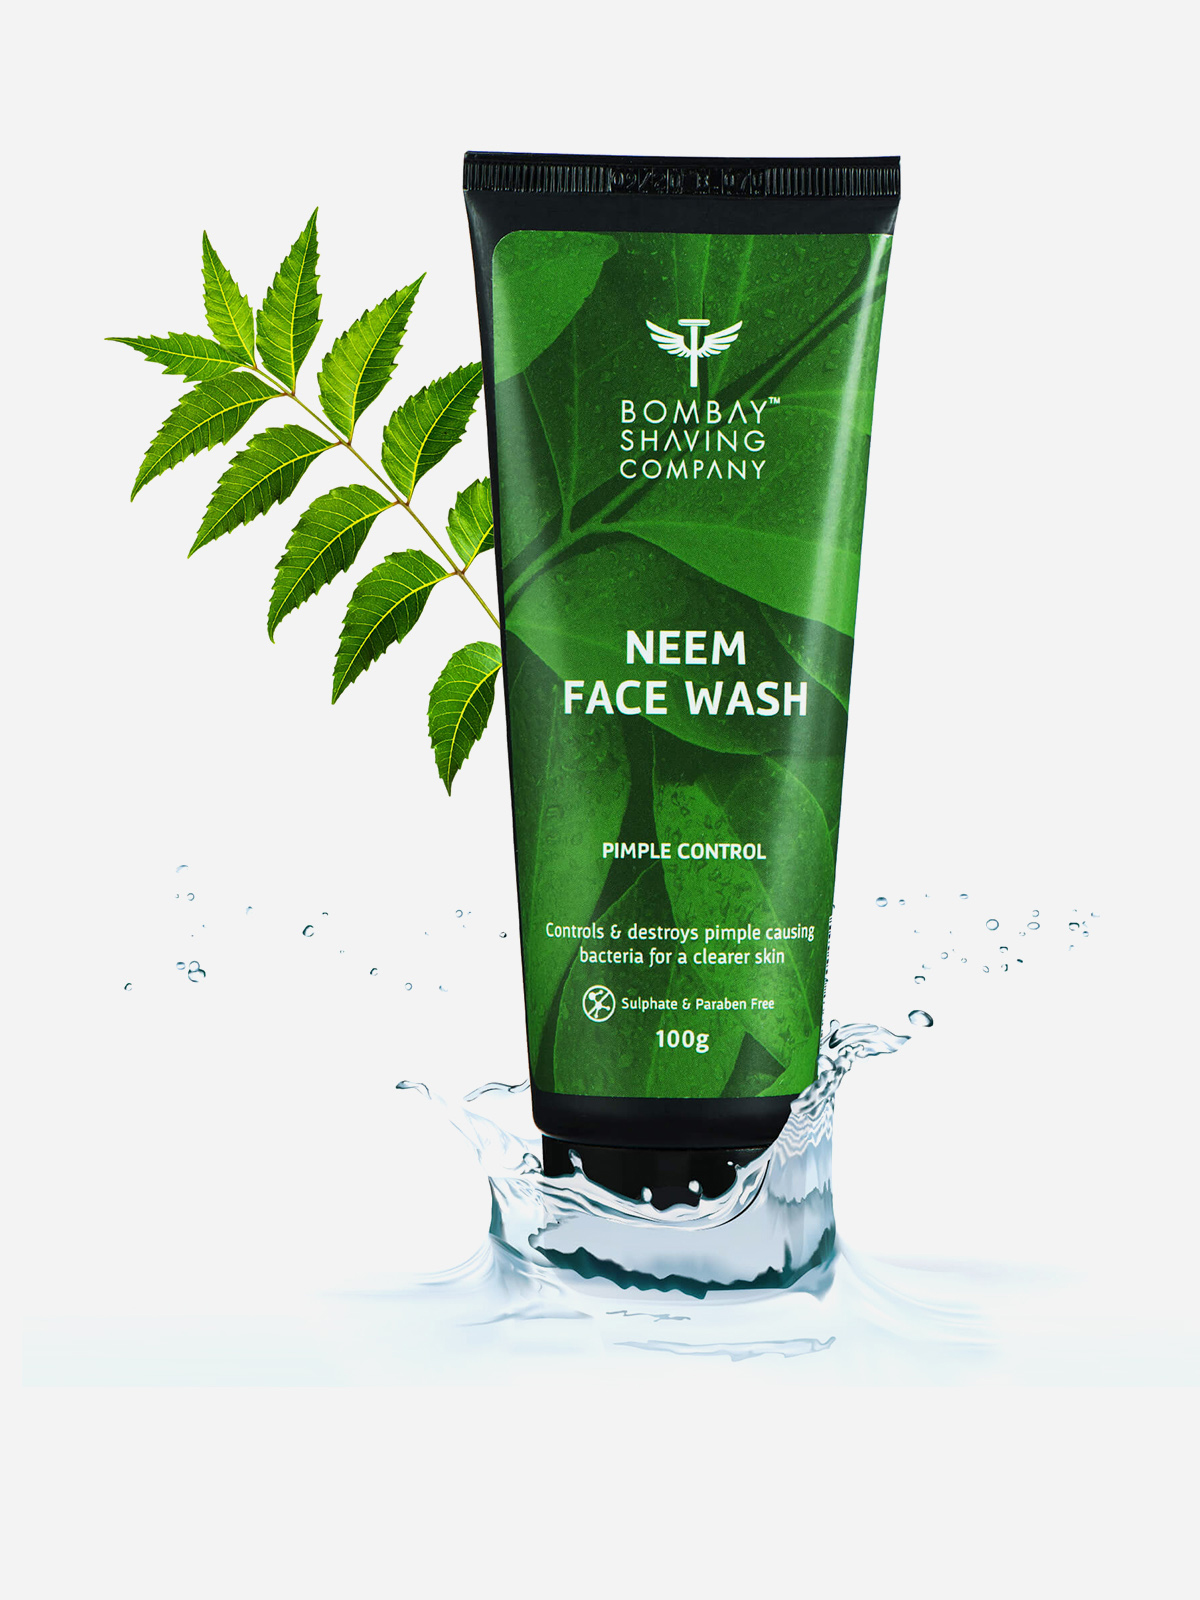 BOMBAY™
SHAVING
COMPANY
NEEM
FACE WASH
PIMPLE CONTROL
Controls & destroys pimple causing
bacteria for a clearer skin
Sulphate & Paraben Free
100g